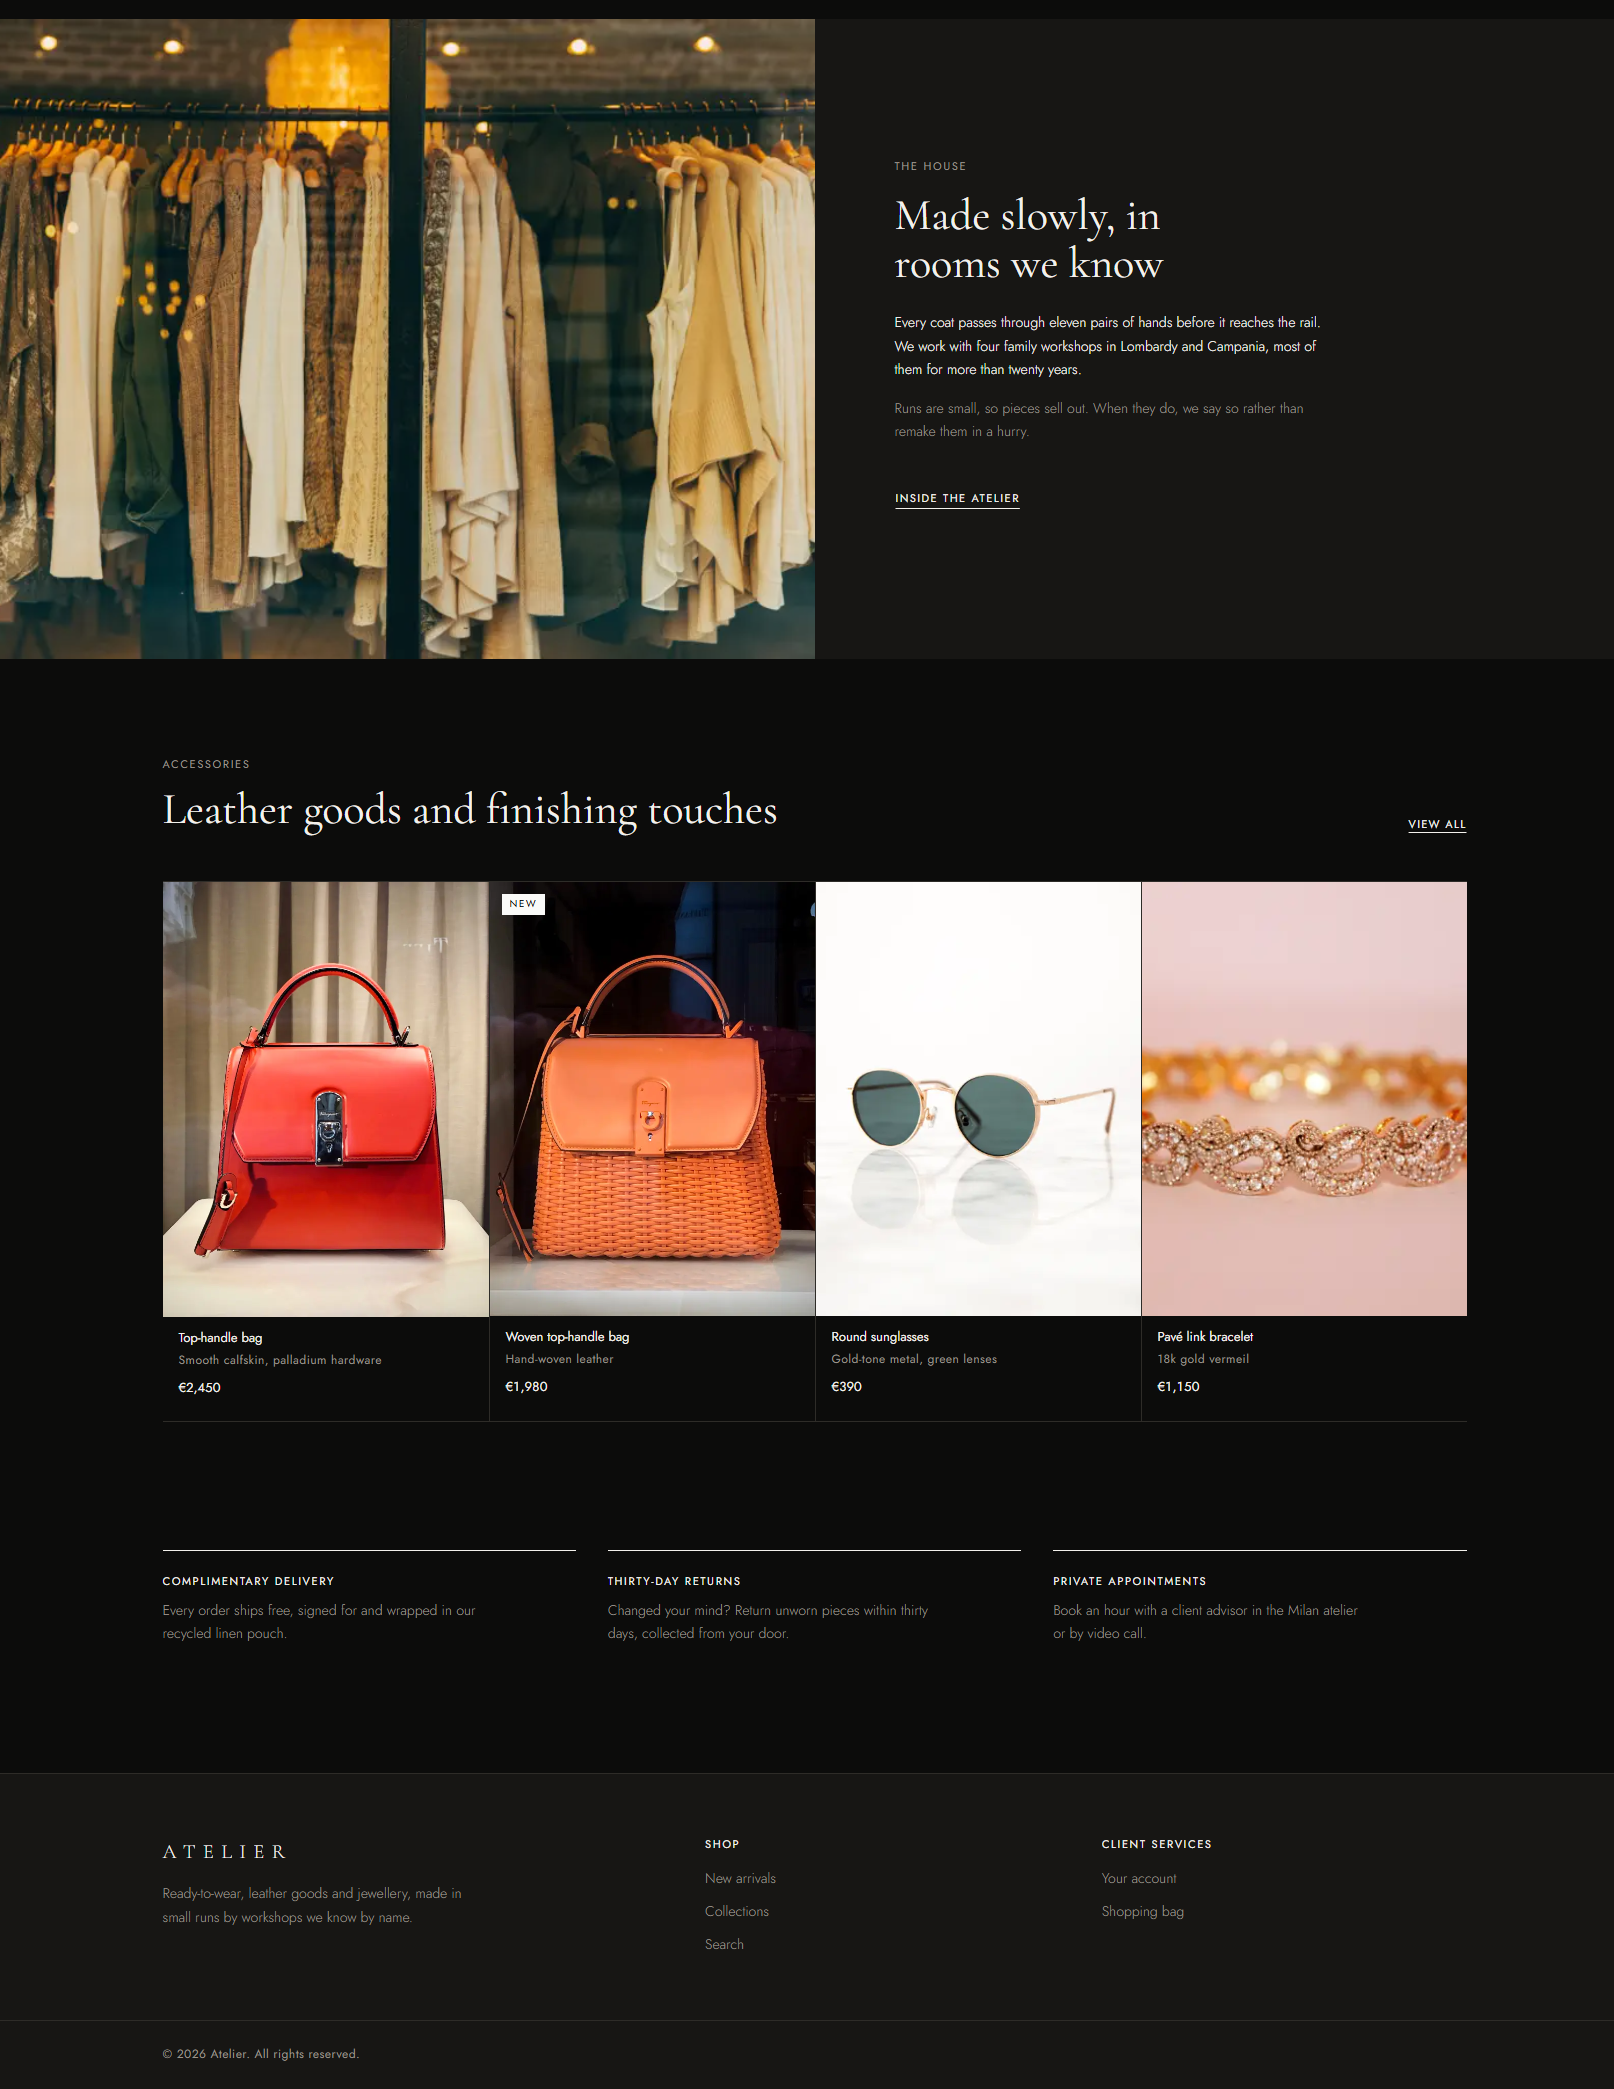 THE HOUSE
Made slowly, in
rooms we know
Every coat passes through eleven pairs of hands before it reaches the rail.
We work with four family workshops in Lombardy and Campania, most of
them for more than twenty years.
Runs are small, so pieces sell out. When they do, we say so rather than
remake them in a hurry.
INSIDE THE ATELIER
ACCESSORIES
Leather goods and finishing touches
VIEW ALL
NEW
Top-handle bag
Smooth calfskin, palladium hardware
€2,450
Woven top-handle bag
Hand-woven leather
€1,980
Round sunglasses
Gold-tone metal, green lenses
€390
Pavé link bracelet
18k gold vermeil
€1,150
COMPLIMENTARY DELIVERY
Every order ships free, signed for and wrapped in our
recycled linen pouch.
THIRTY-DAY RETURNS
Changed your mind? Return unworn pieces within thirty
days, collected from your door.
PRIVATE APPOINTMENTS
Book an hour with a client advisor in the Milan atelier
or by video call.
ATELIER
Ready-to-wear, leather goods and jewellery, made in
small runs by workshops we know by name.
SHOP
New arrivals
Collections
Search
CLIENT SERVICES
Your account
Shopping bag
© 2026 Atelier. All rights reserved.